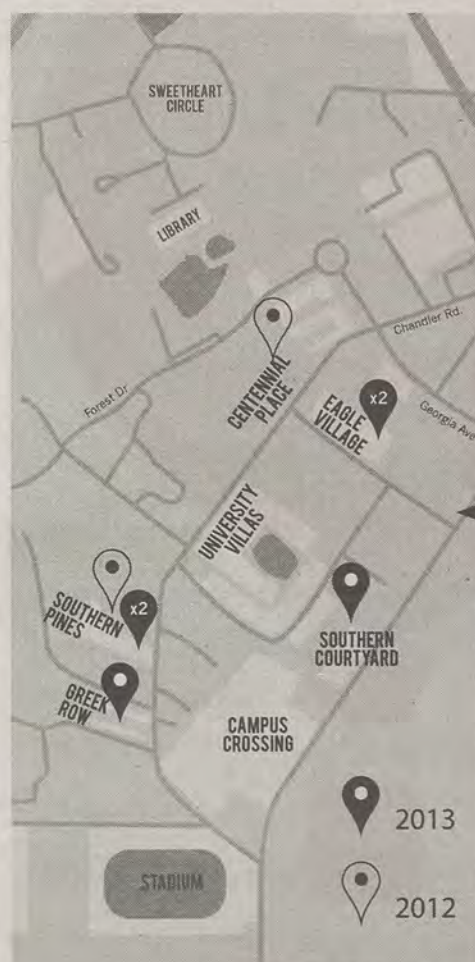 SWEETHEART
CIRCLE
LIBRARY
Chandler Rd.
CENTENNIAL
PLACE
Forest Dr
x2
EAGLE
VILLAGE
Georgia Ave
UNIVERSITY
VILLAS
SOUTHERN
PINES
x2
SOUTHERN
COURTYARD
GREEK
ROW
CAMPUS
CROSSING
2013
STADIUM
2012